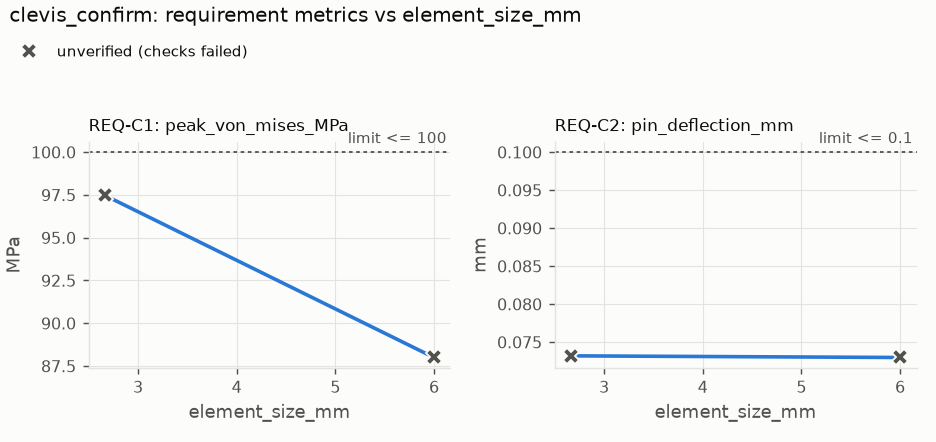 clevis_confirm: requirement metrics vs element_size_mm
unverified (checks failed)
REQ-C1: peak_von_mises_MPa
limit <= 100
100.0
97.5
95.0
92.5
90.0
87.5
MPa
3
4
5
6
element_size_mm
REQ-C2: pin_deflection_mm
limit <= 0.1
0.100
0.095
0.090
0.085
0.080
0.075
mm
3
4
5
6
element_size_mm